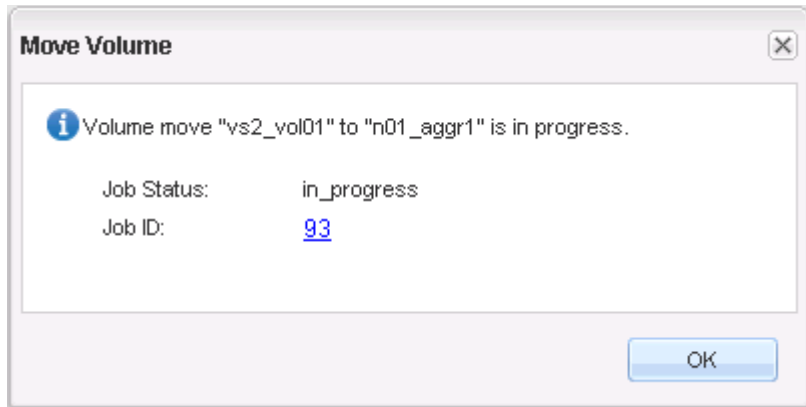 Move Volume
Volume move "vs2_vol01" to "n01_aggr1" is in progress.
Job Status: in_progress
Job ID: 93
OK